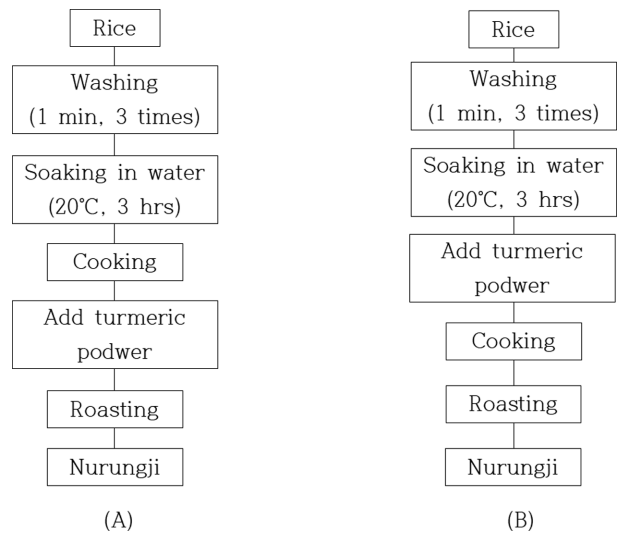 Rice
Washing
(1 min, 3 times)
Soaking in water
(20℃, 3 hrs)
Cooking
Add turmeric
podwer
Roasting
Nurungji
(A)
Rice
Washing
(1 min, 3 times)
Soaking in water
(20℃, 3 hrs)
Add turmeric
podwer
Cooking
Roasting
Nurungji
(B)